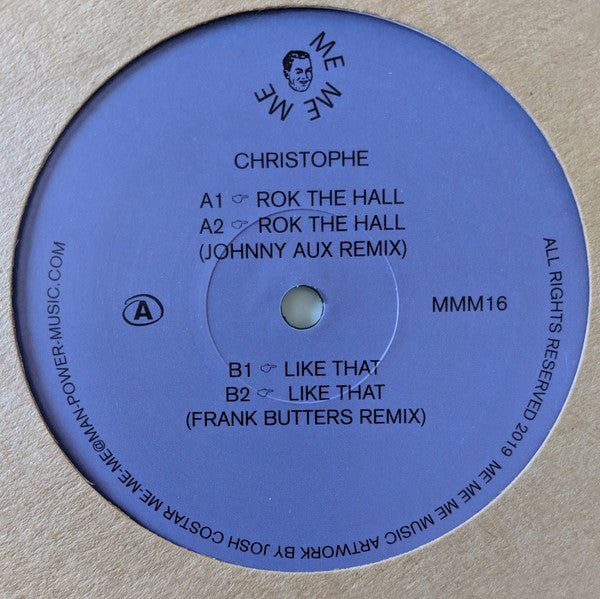 ME ME ME ME
CHRISTOPHE
A1 ☞ ROK THE HALL
A2 ☞ ROK THE HALL
(JOHNNY AUX REMIX)
A
MMM16
B1 ☞ LIKE THAT
B2 ☞ LIKE THAT
(FRANK BUTTERS REMIX)
ALL RIGHTS RESERVED 2019 ME ME ME MUSIC ARTWORK BY JOSH COSTAR ME-ME-ME@MAN-POWER-MUSIC.COM